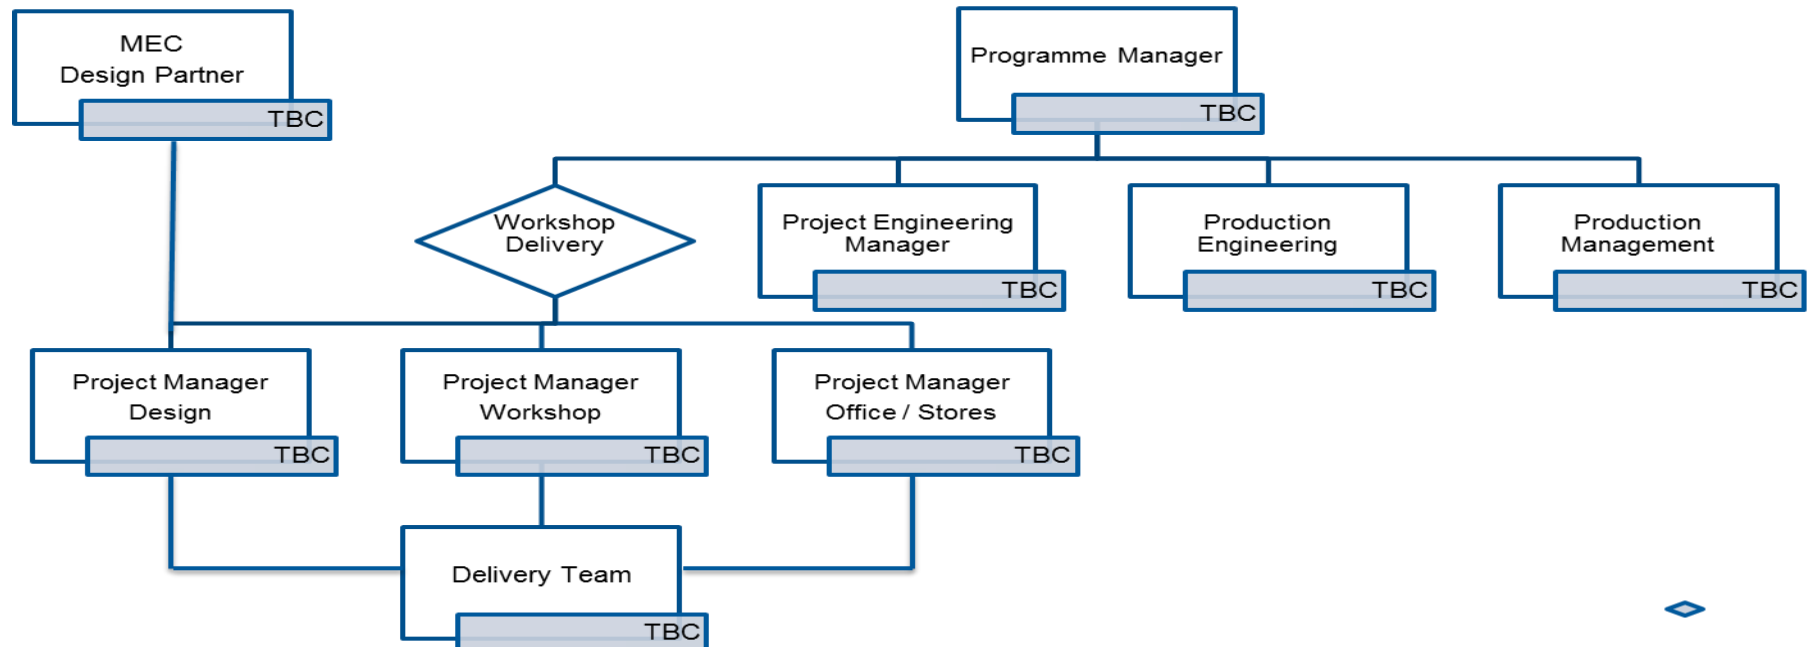 MEC
Design Partner
TBC
Programme Manager
TBC
Workshop
Delivery
Project Engineering
Manager
TBC
Production
Engineering
TBC
Production
Management
TBC
Project Manager
Design
TBC
Project Manager
Workshop
TBC
Project Manager
Office / Stores
TBC
Delivery Team
TBC